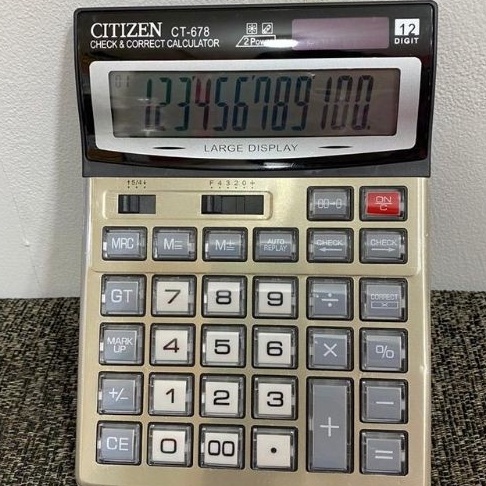 CITIZEN CT-678
CHECK & CORRECT CALCULATOR
2 Power
12
DIGIT
01
123456789100.
LARGE DISPLAY
F 4 3 2 0 +
00→0
ON
C
MRC M= M± AUTO REPLAY CHECK ← CHECK →
GT 7 8 9 ÷ CORRECT
MARK UP 4 5 6 × %
+/- 1 2 3 −
CE 0 00 • + =